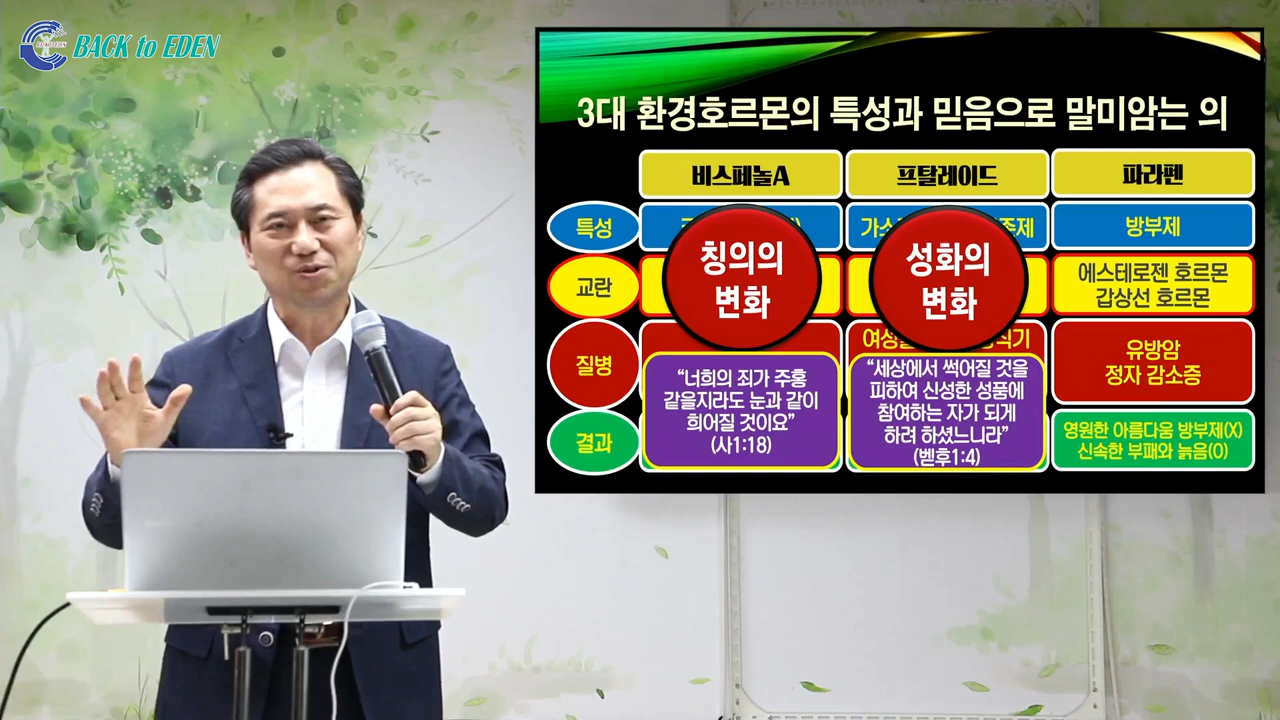 BACK to EDEN
3대 환경호르몬의 특성과 믿음으로 말미암는 의
비스페놀A
프탈레이드
파라펜
특성
방부제
칭의의
변화
성화의
변화
교란
에스테로젠 호르몬
갑상선 호르몬
질병
유방암
정자 감소증
“너희의 죄가 주홍
같을지라도 눈과 같이
희어질 것이요”
(사1:18)
“세상에서 썩어질 것을
피하여 신성한 성품에
참여하는 자가 되게
하려 하셨느니라”
(벧후1:4)
결과
영원한 아름다움 방부제(X)
신속한 부패와 늙음(O)